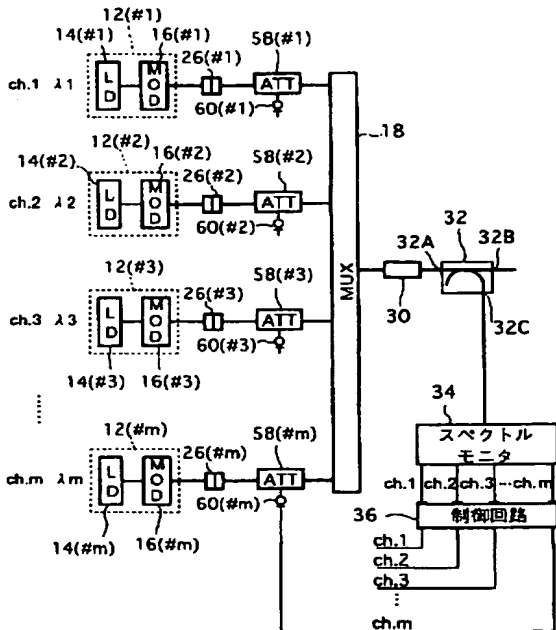 12(#1)
14(#1) 16(#1) 26(#1) 58(#1)
ch.1 λ1 LD MOD ATT
60(#1)
18
12(#2)
14(#2) 16(#2) 26(#2) 58(#2)
ch.2 λ2 LD MOD ATT
60(#2)
MUX
32
32A 32B
30
32C
12(#3)
26(#3) 58(#3)
ch.3 λ3 LD MOD ATT
60(#3)
14(#3) 16(#3)
12(#m)
26(#m) 58(#m)
ch.m λm LD MOD ATT
60(#m)
14(#m) 16(#m)
34
スペクトル
モニタ
ch.1 ch.2 ch.3 ···ch.m
36
制御回路
ch.1
ch.2
ch.3
ch.m